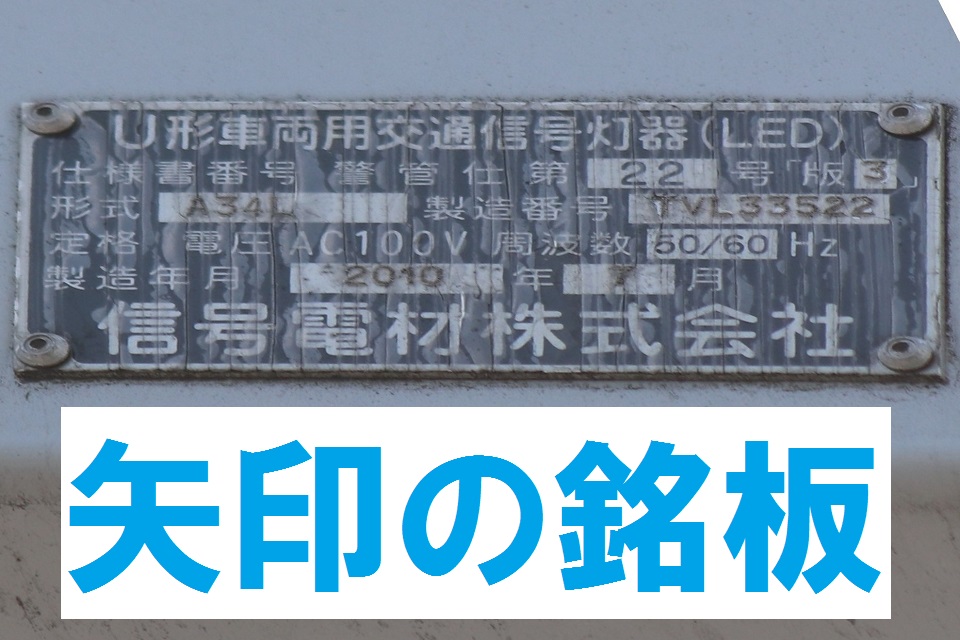 U形車両用交通信号灯器(LED)
仕様書番号 警管仕 第 22 号「版3」
形式 A34L 製造番号 TVL33522
定格 電圧 AC100V 周波数 50/60 Hz
製造年月 2010 年 7 月
信号電材株式会社
矢印の銘板